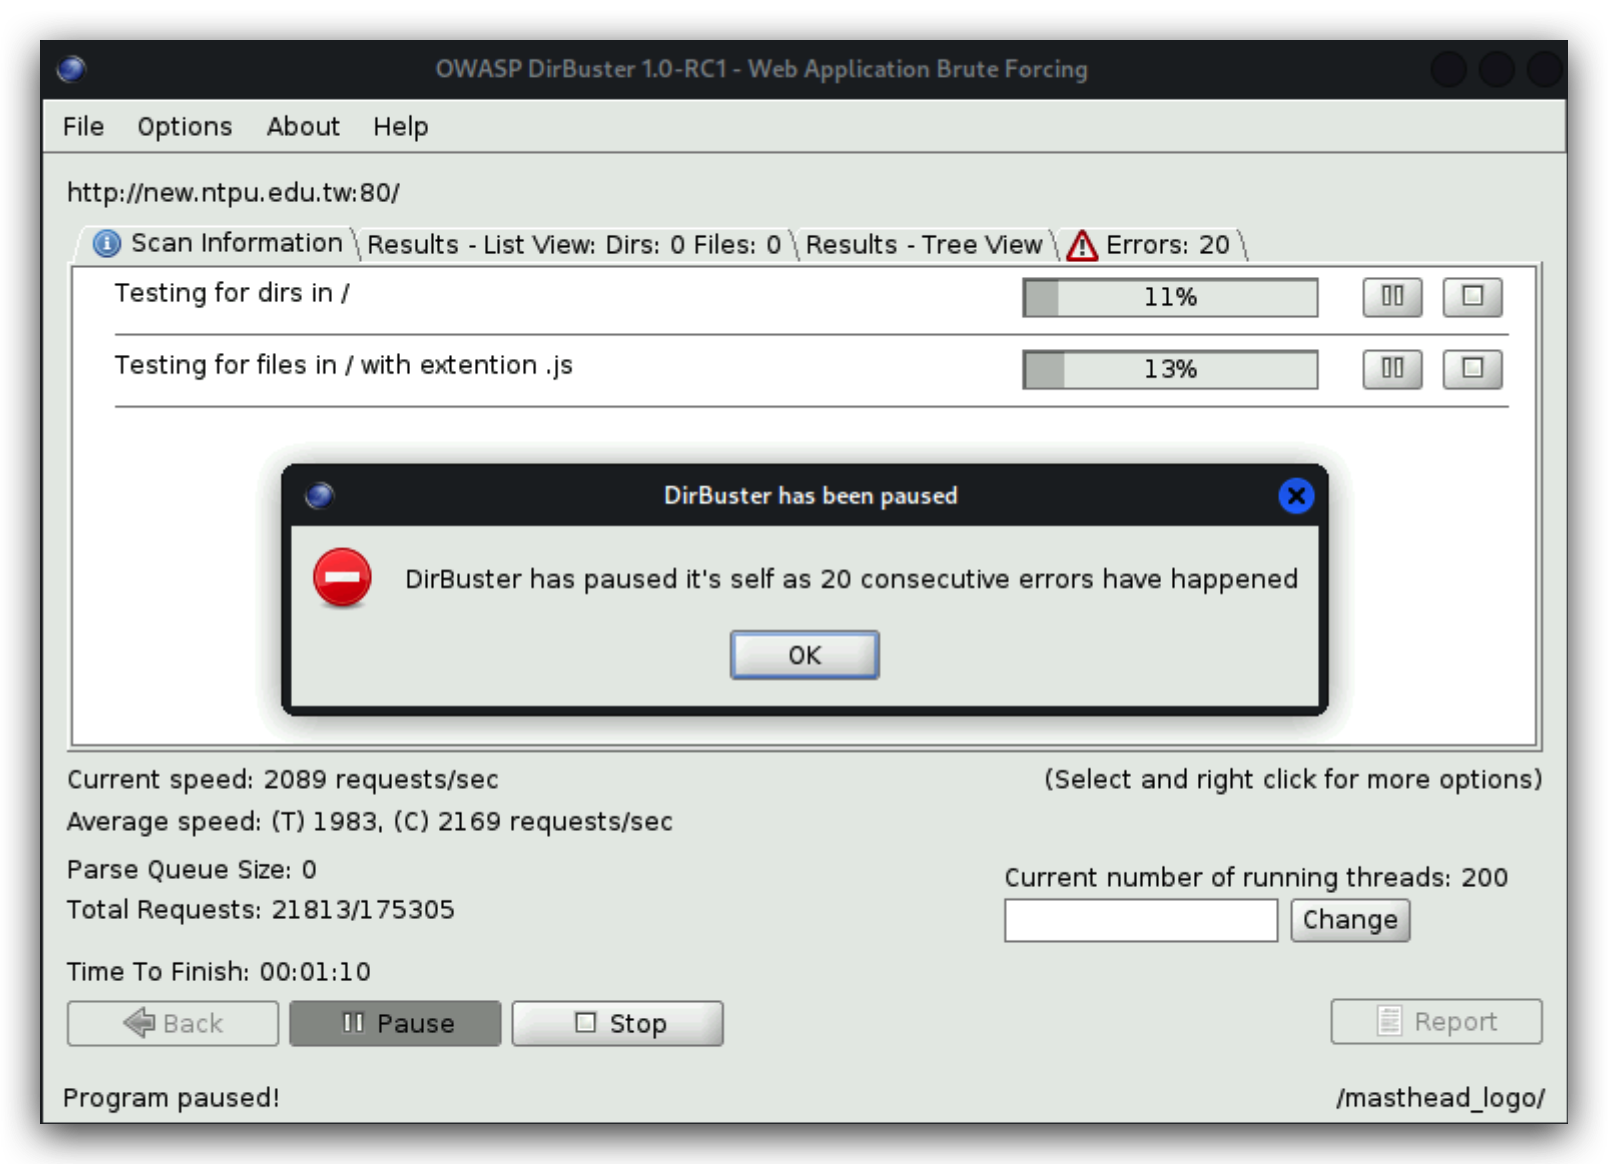 OWASP DirBuster 1.0-RC1 - Web Application Brute Forcing
File Options About Help
http://new.ntpu.edu.tw:80/
Scan Information Results - List View: Dirs: 0 Files: 0 Results - Tree View Errors: 20
Testing for dirs in / 11%
Testing for files in / with extention .js 13%
DirBuster has been paused
DirBuster has paused it's self as 20 consecutive errors have happened
OK
Current speed: 2089 requests/sec (Select and right click for more options)
Average speed: (T) 1983, (C) 2169 requests/sec
Parse Queue Size: 0
Current number of running threads: 200
Total Requests: 21813/175305
Change
Time To Finish: 00:01:10
Back Pause Stop Report
Program paused! /masthead_logo/